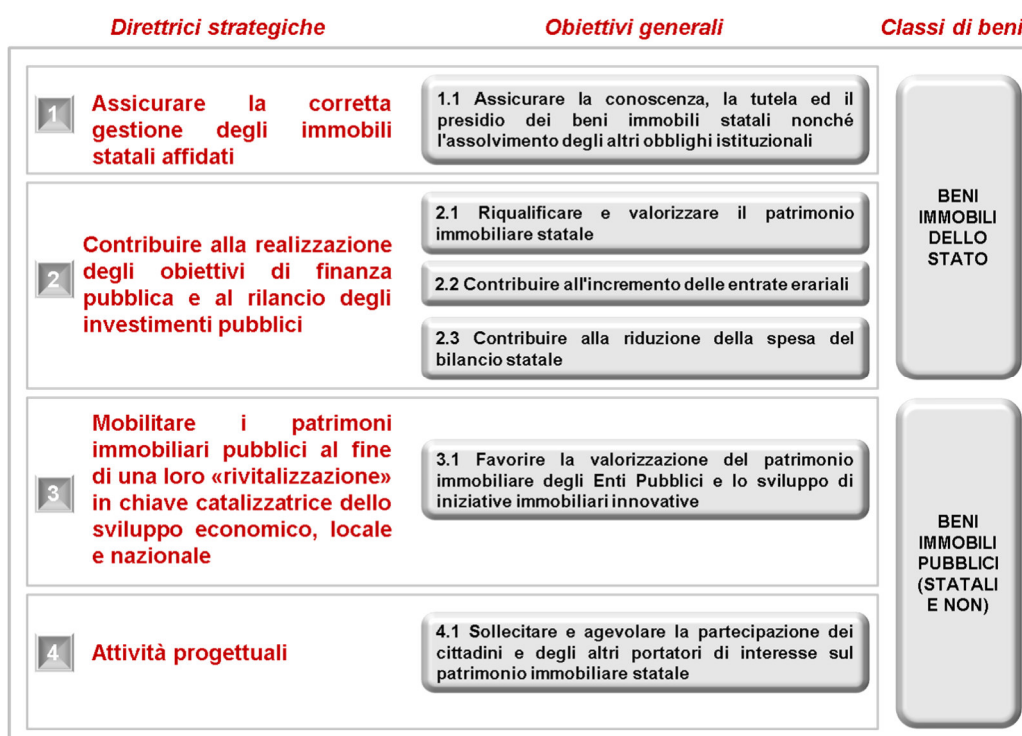 Direttrici strategiche
Obiettivi generali
Classi di beni
1
Assicurare la corretta
gestione degli immobili
statali affidati
1.1 Assicurare la conoscenza, la tutela ed il
presidio dei beni immobili statali nonché
l'assolvimento degli altri obblighi istituzionali
2
Contribuire alla realizzazione
degli obiettivi di finanza
pubblica e al rilancio degli
investimenti pubblici
2.1 Riqualificare e valorizzare il patrimonio
immobiliare statale
2.2 Contribuire all'incremento delle entrate erariali
2.3 Contribuire alla riduzione della spesa del
bilancio statale
BENI
IMMOBILI
DELLO
STATO
3
Mobilitare i patrimoni
immobiliari pubblici al fine
di una loro «rivitalizzazione»
in chiave catalizzatrice dello
sviluppo economico, locale
e nazionale
3.1 Favorire la valorizzazione del patrimonio
immobiliare degli Enti Pubblici e lo sviluppo di
iniziative immobiliari innovative
4
Attività progettuali
4.1 Sollecitare e agevolare la partecipazione dei
cittadini e degli altri portatori di interesse sul
patrimonio immobiliare statale
BENI
IMMOBILI
PUBBLICI
(STATALI
E NON)